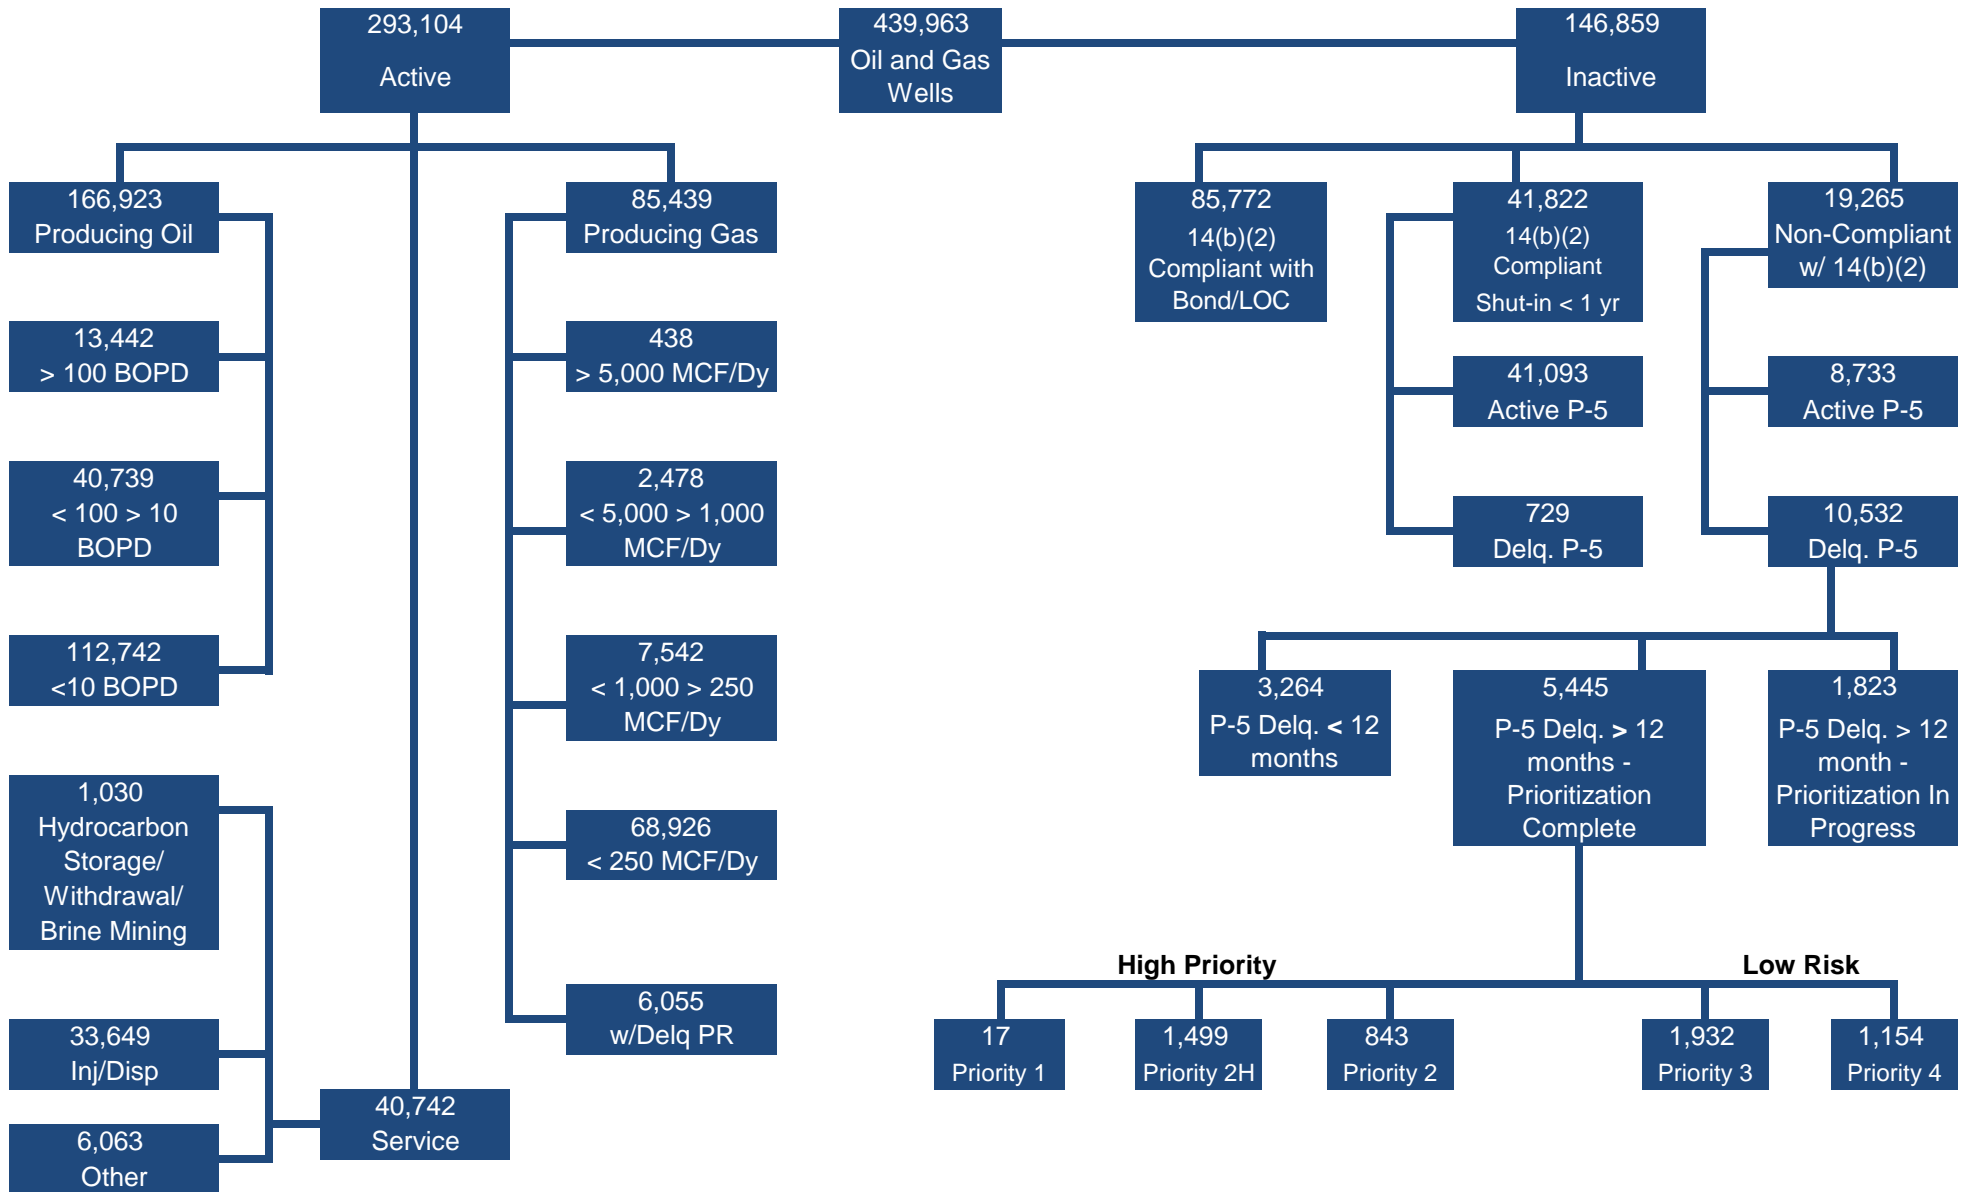 293,104
Active
439,963
Oil and Gas
Wells
146,859
Inactive
166,923
Producing Oil
13,442
> 100 BOPD
40,739
< 100 > 10
BOPD
112,742
<10 BOPD
85,439
Producing Gas
438
> 5,000 MCF/Dy
2,478
< 5,000 > 1,000
MCF/Dy
7,542
< 1,000 > 250
MCF/Dy
68,926
< 250 MCF/Dy
6,055
w/Delq PR
1,030
Hydrocarbon
Storage/
Withdrawal/
Brine Mining
33,649
Inj/Disp
6,063
Other
40,742
Service
85,772
14(b)(2)
Compliant with
Bond/LOC
41,822
14(b)(2)
Compliant
Shut-in < 1 yr
41,093
Active P-5
729
Delq. P-5
19,265
Non-Compliant
w/ 14(b)(2)
8,733
Active P-5
10,532
Delq. P-5
3,264
P-5 Delq. < 12
months
5,445
P-5 Delq. > 12
months -
Prioritization
Complete
1,823
P-5 Delq. > 12
month -
Prioritization In
Progress
High Priority
Low Risk
17
Priority 1
1,499
Priority 2H
843
Priority 2
1,932
Priority 3
1,154
Priority 4